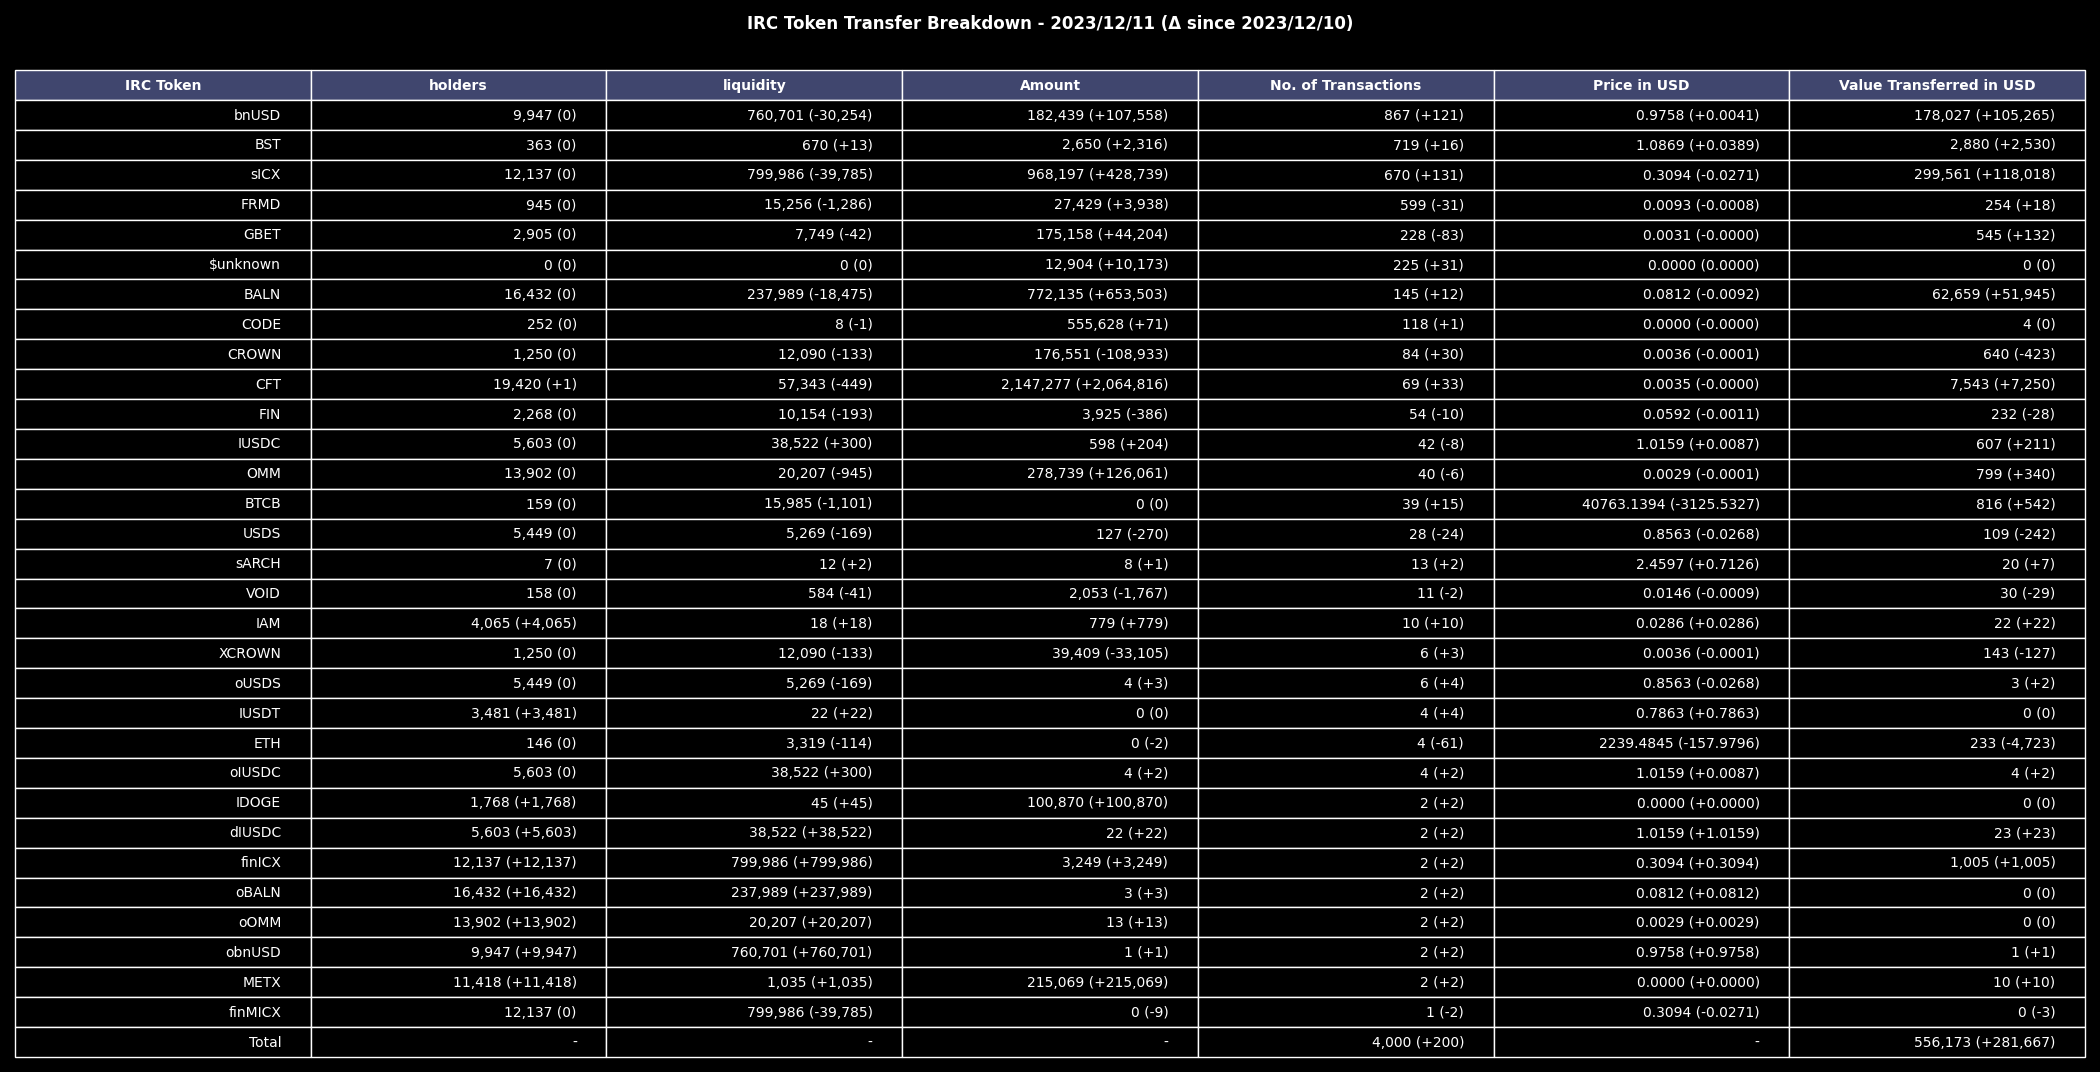 IRC Token Transfer Breakdown - 2023/12/11 (Δ since 2023/12/10)
IRC Token holders liquidity Amount No. of Transactions Price in USD Value Transferred in USD
bnUSD 9,947 (0) 760,701 (-30,254) 182,439 (+107,558) 867 (+121) 0.9758 (+0.0041) 178,027 (+105,265)
BST 363 (0) 670 (+13) 2,650 (+2,316) 719 (+16) 1.0869 (+0.0389) 2,880 (+2,530)
sICX 12,137 (0) 799,986 (-39,785) 968,197 (+428,739) 670 (+131) 0.3094 (-0.0271) 299,561 (+118,018)
FRMD 945 (0) 15,256 (-1,286) 27,429 (+3,938) 599 (-31) 0.0093 (-0.0008) 254 (+18)
GBET 2,905 (0) 7,749 (-42) 175,158 (+44,204) 228 (-83) 0.0031 (-0.0000) 545 (+132)
$unknown 0 (0) 0 (0) 12,904 (+10,173) 225 (+31) 0.0000 (0.0000) 0 (0)
BALN 16,432 (0) 237,989 (-18,475) 772,135 (+653,503) 145 (+12) 0.0812 (-0.0092) 62,659 (+51,945)
CODE 252 (0) 8 (-1) 555,628 (+71) 118 (+1) 0.0000 (-0.0000) 4 (0)
CROWN 1,250 (0) 12,090 (-133) 176,551 (-108,933) 84 (+30) 0.0036 (-0.0001) 640 (-423)
CFT 19,420 (+1) 57,343 (-449) 2,147,277 (+2,064,816) 69 (+33) 0.0035 (-0.0000) 7,543 (+7,250)
FIN 2,268 (0) 10,154 (-193) 3,925 (-386) 54 (-10) 0.0592 (-0.0011) 232 (-28)
IUSDC 5,603 (0) 38,522 (+300) 598 (+204) 42 (-8) 1.0159 (+0.0087) 607 (+211)
OMM 13,902 (0) 20,207 (-945) 278,739 (+126,061) 40 (-6) 0.0029 (-0.0001) 799 (+340)
BTCB 159 (0) 15,985 (-1,101) 0 (0) 39 (+15) 40763.1394 (-3125.5327) 816 (+542)
USDS 5,449 (0) 5,269 (-169) 127 (-270) 28 (-24) 0.8563 (-0.0268) 109 (-242)
sARCH 7 (0) 12 (+2) 8 (+1) 13 (+2) 2.4597 (+0.7126) 20 (+7)
VOID 158 (0) 584 (-41) 2,053 (-1,767) 11 (-2) 0.0146 (-0.0009) 30 (-29)
IAM 4,065 (+4,065) 18 (+18) 779 (+779) 10 (+10) 0.0286 (+0.0286) 22 (+22)
XCROWN 1,250 (0) 12,090 (-133) 39,409 (-33,105) 6 (+3) 0.0036 (-0.0001) 143 (-127)
oUSDS 5,449 (0) 5,269 (-169) 4 (+3) 6 (+4) 0.8563 (-0.0268) 3 (+2)
IUSDT 3,481 (+3,481) 22 (+22) 0 (0) 4 (+4) 0.7863 (+0.7863) 0 (0)
ETH 146 (0) 3,319 (-114) 0 (-2) 4 (-61) 2239.4845 (-157.9796) 233 (-4,723)
oIUSDC 5,603 (0) 38,522 (+300) 4 (+2) 4 (+2) 1.0159 (+0.0087) 4 (+2)
IDOGE 1,768 (+1,768) 45 (+45) 100,870 (+100,870) 2 (+2) 0.0000 (+0.0000) 0 (0)
dIUSDC 5,603 (+5,603) 38,522 (+38,522) 22 (+22) 2 (+2) 1.0159 (+1.0159) 23 (+23)
finICX 12,137 (+12,137) 799,986 (+799,986) 3,249 (+3,249) 2 (+2) 0.3094 (+0.3094) 1,005 (+1,005)
oBALN 16,432 (+16,432) 237,989 (+237,989) 3 (+3) 2 (+2) 0.0812 (+0.0812) 0 (0)
oOMM 13,902 (+13,902) 20,207 (+20,207) 13 (+13) 2 (+2) 0.0029 (+0.0029) 0 (0)
obnUSD 9,947 (+9,947) 760,701 (+760,701) 1 (+1) 2 (+2) 0.9758 (+0.9758) 1 (+1)
METX 11,418 (+11,418) 1,035 (+1,035) 215,069 (+215,069) 2 (+2) 0.0000 (+0.0000) 10 (+10)
finMICX 12,137 (0) 799,986 (-39,785) 0 (-9) 1 (-2) 0.3094 (-0.0271) 0 (-3)
Total - - - 4,000 (+200) - 556,173 (+281,667)